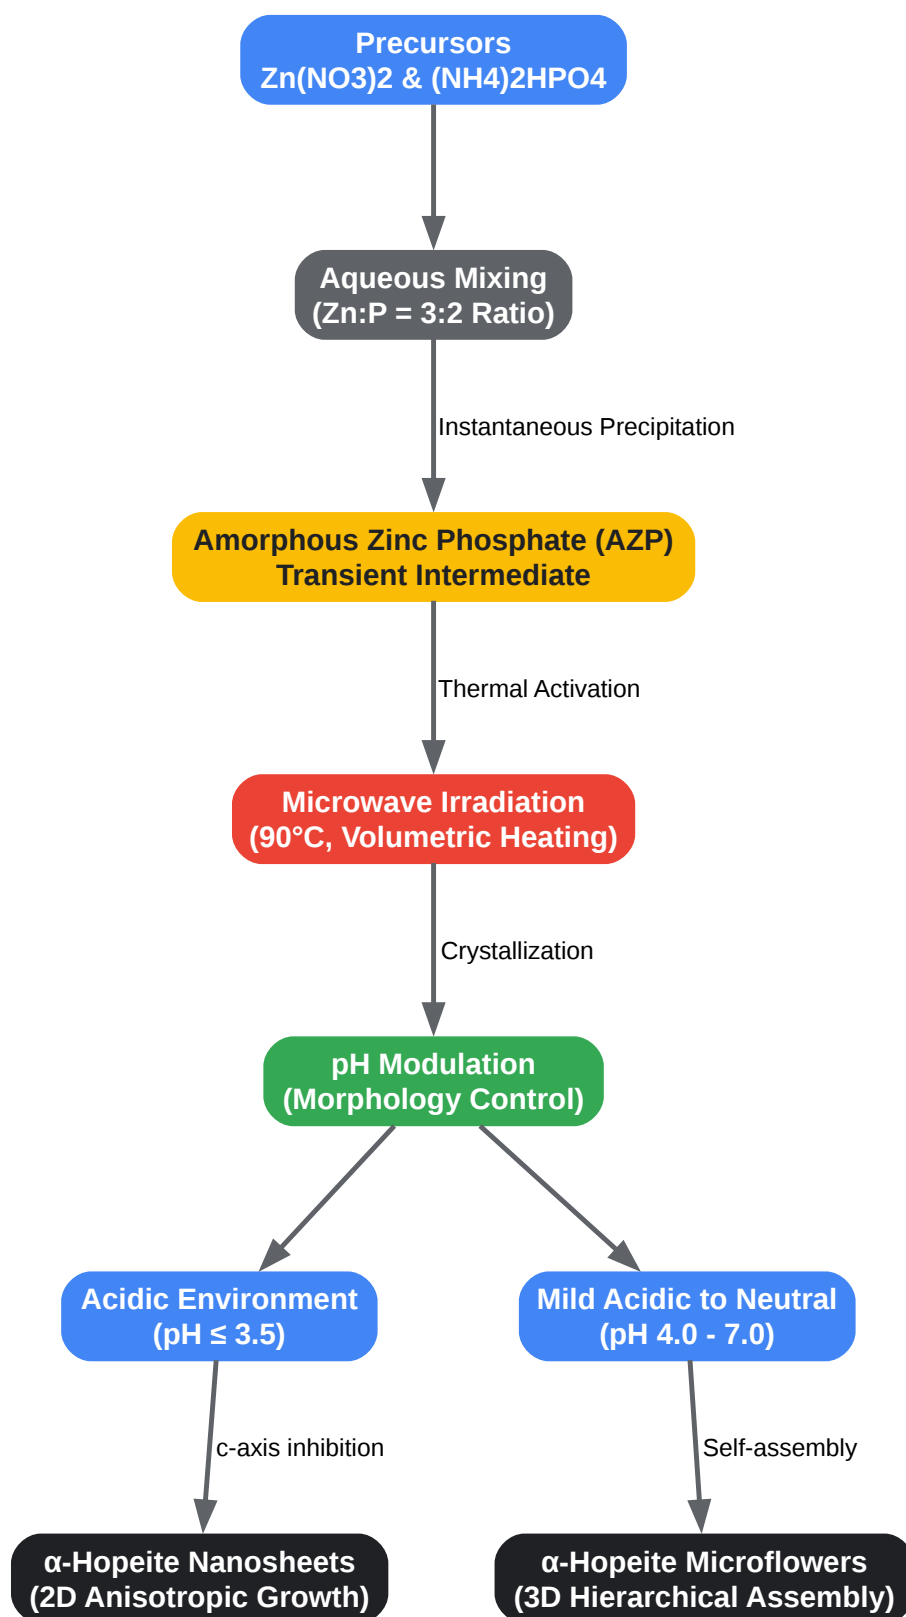 Precursors
Zn(NO3)2 & (NH4)2HPO4
Aqueous Mixing
(Zn:P = 3:2 Ratio)
Instantaneous Precipitation
Amorphous Zinc Phosphate (AZP)
Transient Intermediate
Thermal Activation
Microwave Irradiation
(90°C, Volumetric Heating)
Crystallization
pH Modulation
(Morphology Control)
Acidic Environment
(pH ≤ 3.5)
Mild Acidic to Neutral
(pH 4.0 - 7.0)
c-axis inhibition
Self-assembly
α-Hopeite Nanosheets
(2D Anisotropic Growth)
α-Hopeite Microflowers
(3D Hierarchical Assembly)